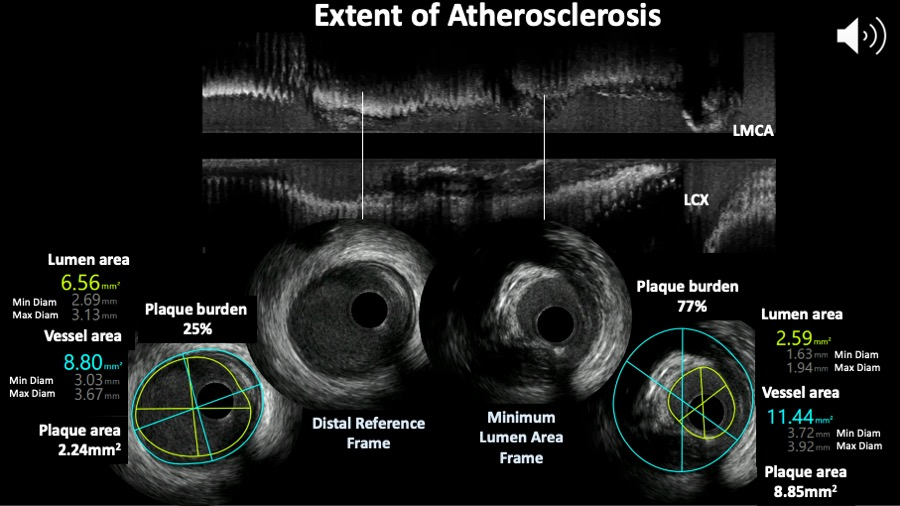 Extent of Atherosclerosis
LMCA
LCX
Lumen area
6.56mm²
Min Diam 2.69mm
Max Diam 3.13mm
Vessel area
8.80mm²
Min Diam 3.03mm
Max Diam 3.67mm
Plaque area
2.24mm²
Plaque burden
25%
Distal Reference
Frame
Minimum
Lumen Area
Frame
Plaque burden
77%
Lumen area
2.59mm²
1.63mm Min Diam
1.94mm Max Diam
Vessel area
11.44mm²
3.72mm Min Diam
3.92mm Max Diam
Plaque area
8.85mm²